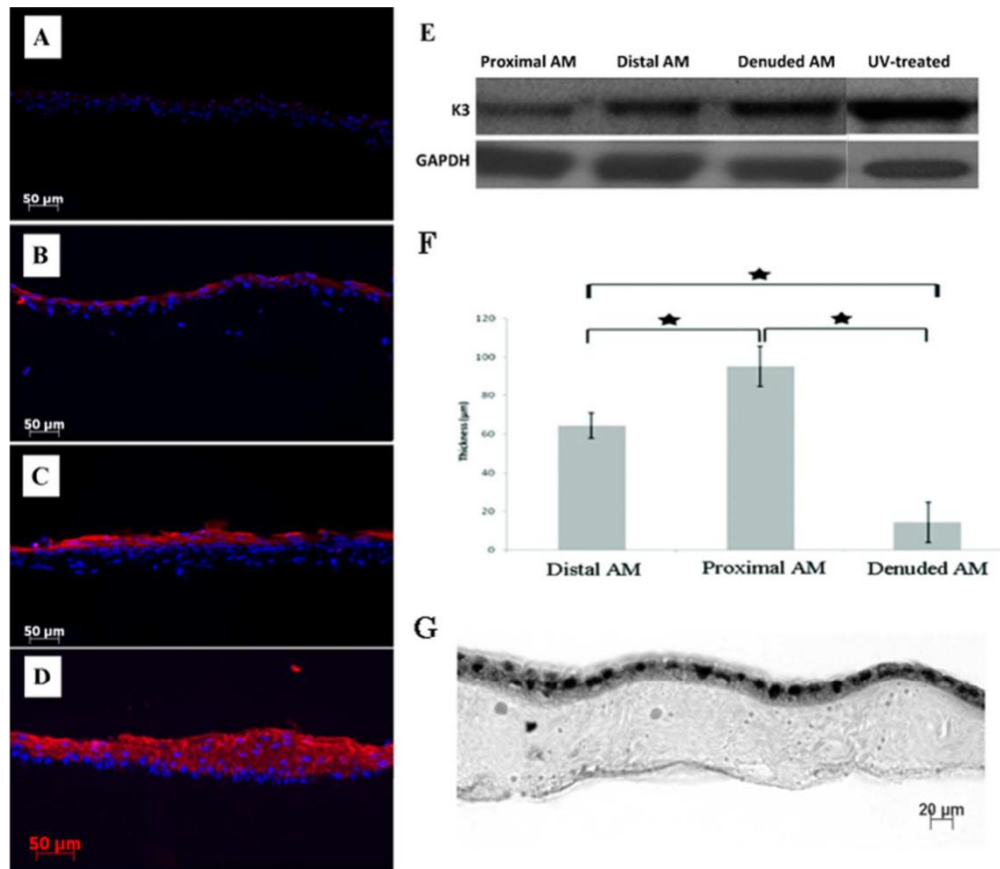 A
50 µm
B
50 µm
C
50 µm
D
50 µm
E
Proximal AM Distal AM Denuded AM UV-treated
K3
GAPDH
F
120
100
80
60
40
20
0
Thickness (µm)
Distal AM Proximal AM Denuded AM
G
20 µm